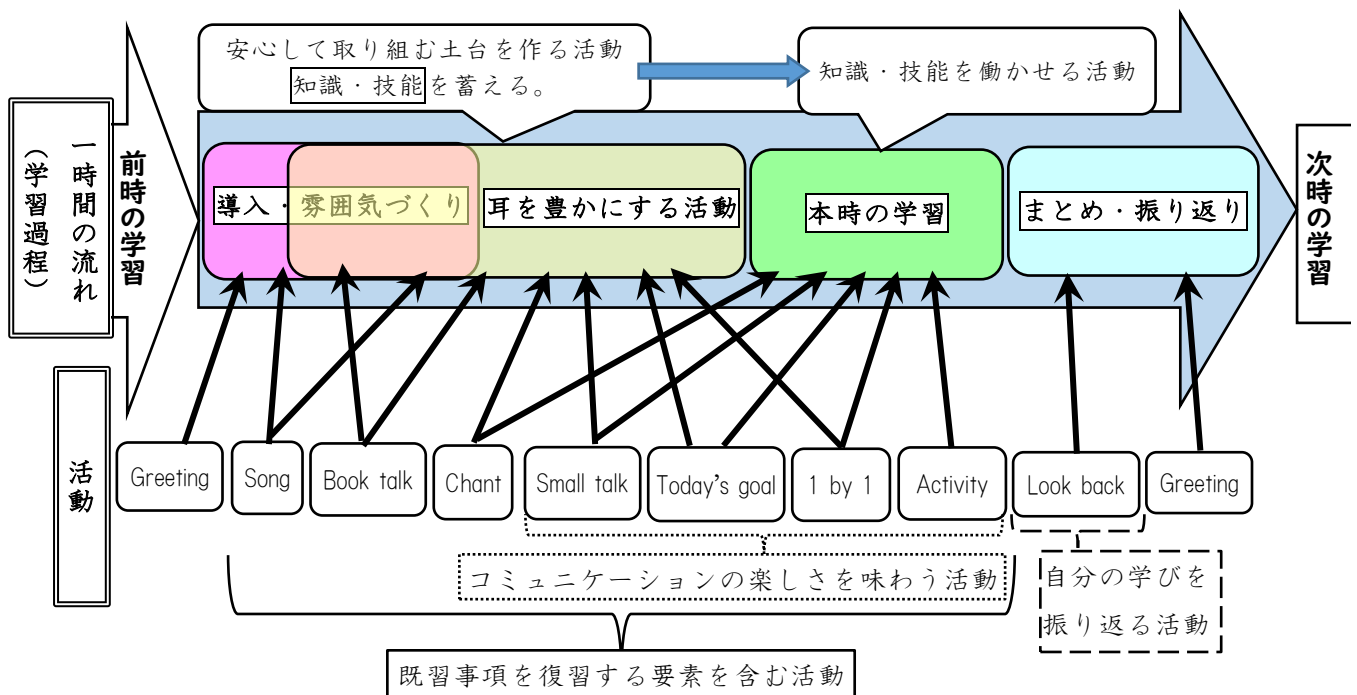 安心して取り組む土台を作る活動
知識・技能を蓄える。
知識・技能を働かせる活動
一時間の流れ
（学習過程）
前時の学習
導入・雰囲気づくり
耳を豊かにする活動
本時の学習
まとめ・振り返り
次時の学習
活動
Greeting
Song
Book talk
Chant
Small talk
Today's goal
1 by 1
Activity
Look back
Greeting
コミュニケーションの楽しさを味わう活動
自分の学びを
振り返る活動
既習事項を復習する要素を含む活動